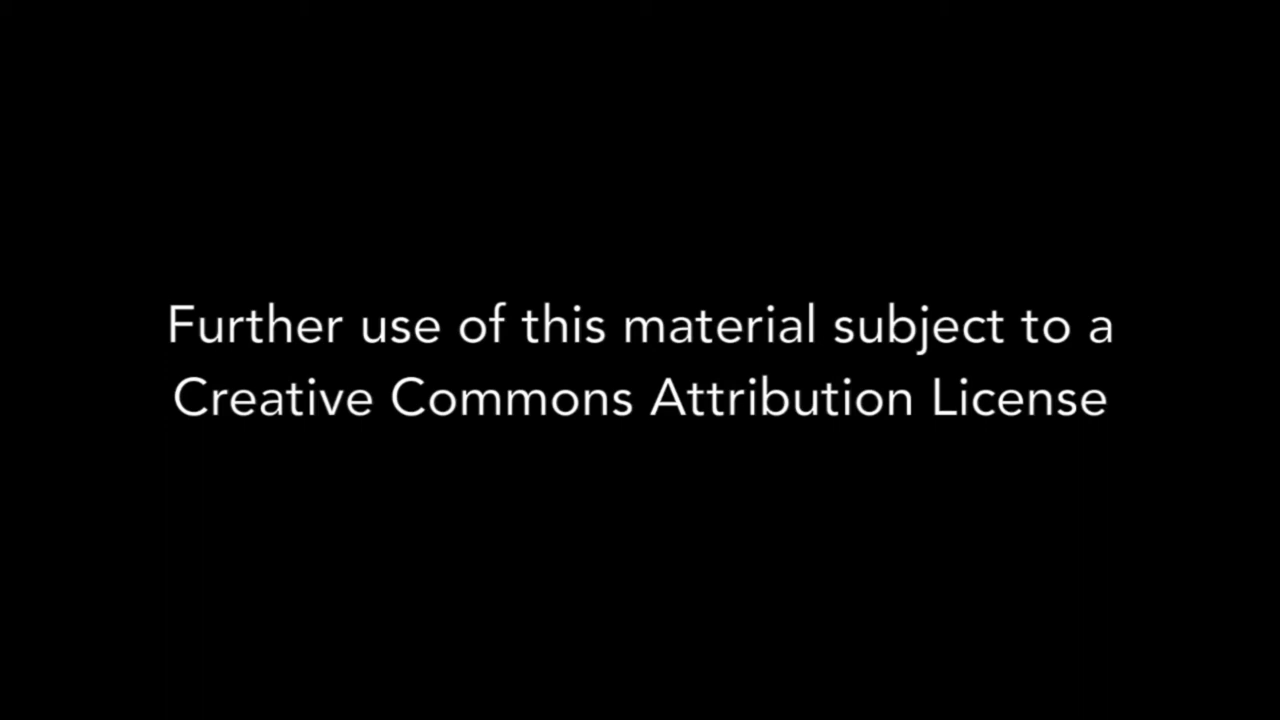 Further use of this material subject to a
Creative Commons Attribution License